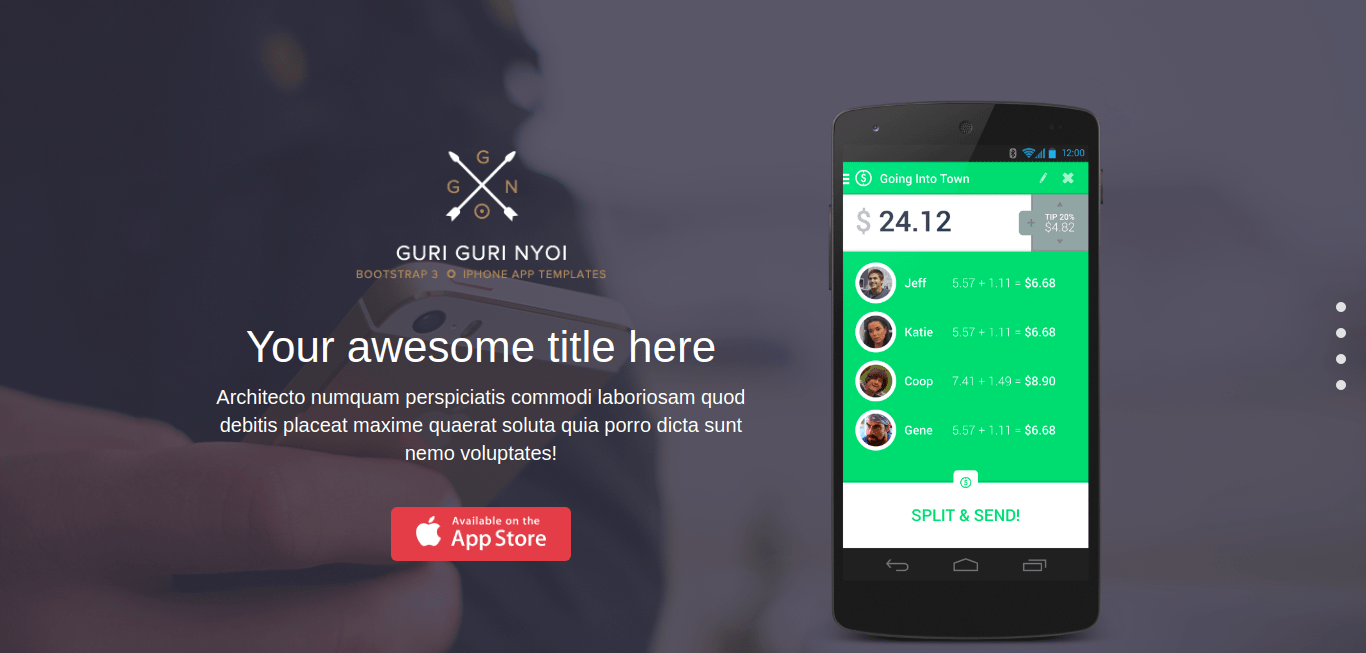 G
G N
GURI GURI NYOI
BOOTSTRAP 3 IPHONE APP TEMPLATES
Your awesome title here
Architecto numquam perspiciatis commodi laboriosam quod
debitis placeat maxime quaerat soluta quia porro dicta sunt
nemo voluptates!
Available on the
App Store
12:00
Going Into Town
$ 24.12
+
TIP 20%
$4.82
Jeff 5.57 + 1.11 = $6.68
Katie 5.57 + 1.11 = $6.68
Coop 7.41 + 1.49 = $8.90
Gene 5.57 + 1.11 = $6.68
SPLIT & SEND!